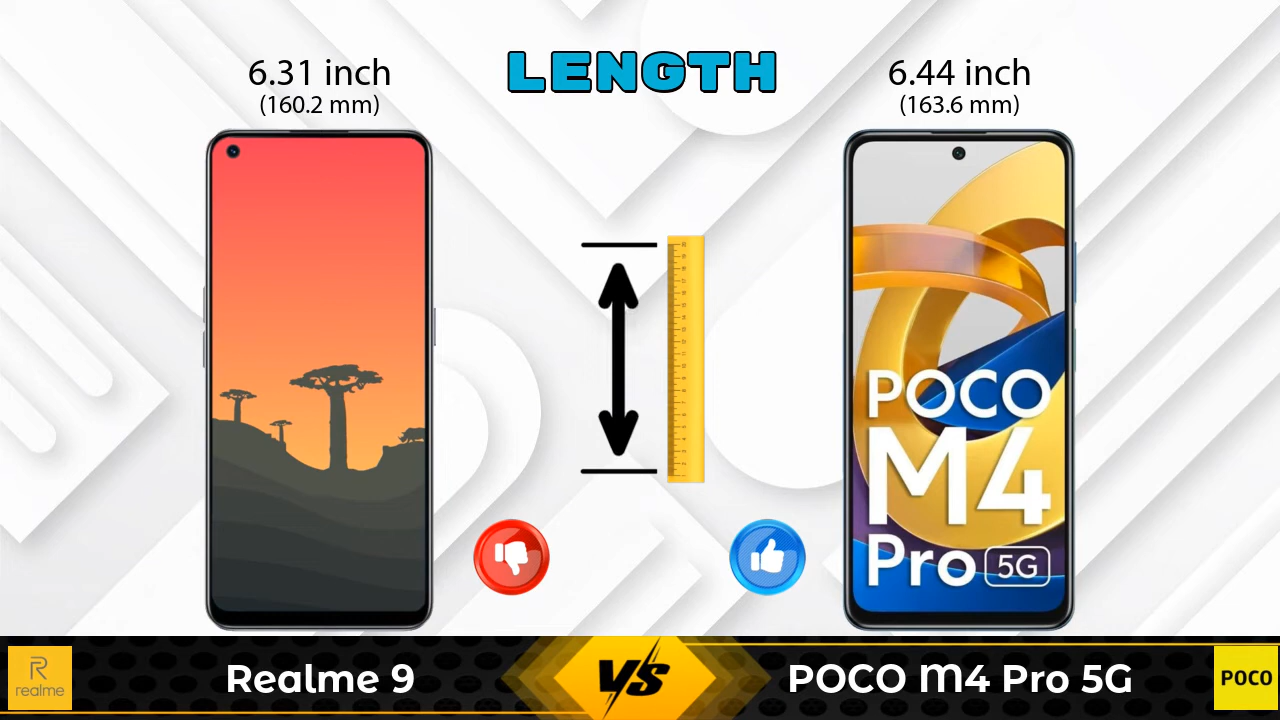 LENGTH
6.31 inch
(160.2 mm)
6.44 inch
(163.6 mm)
POCO
M4
Pro 5G
R
realme
Realme 9
VS
POCO M4 Pro 5G
POCO